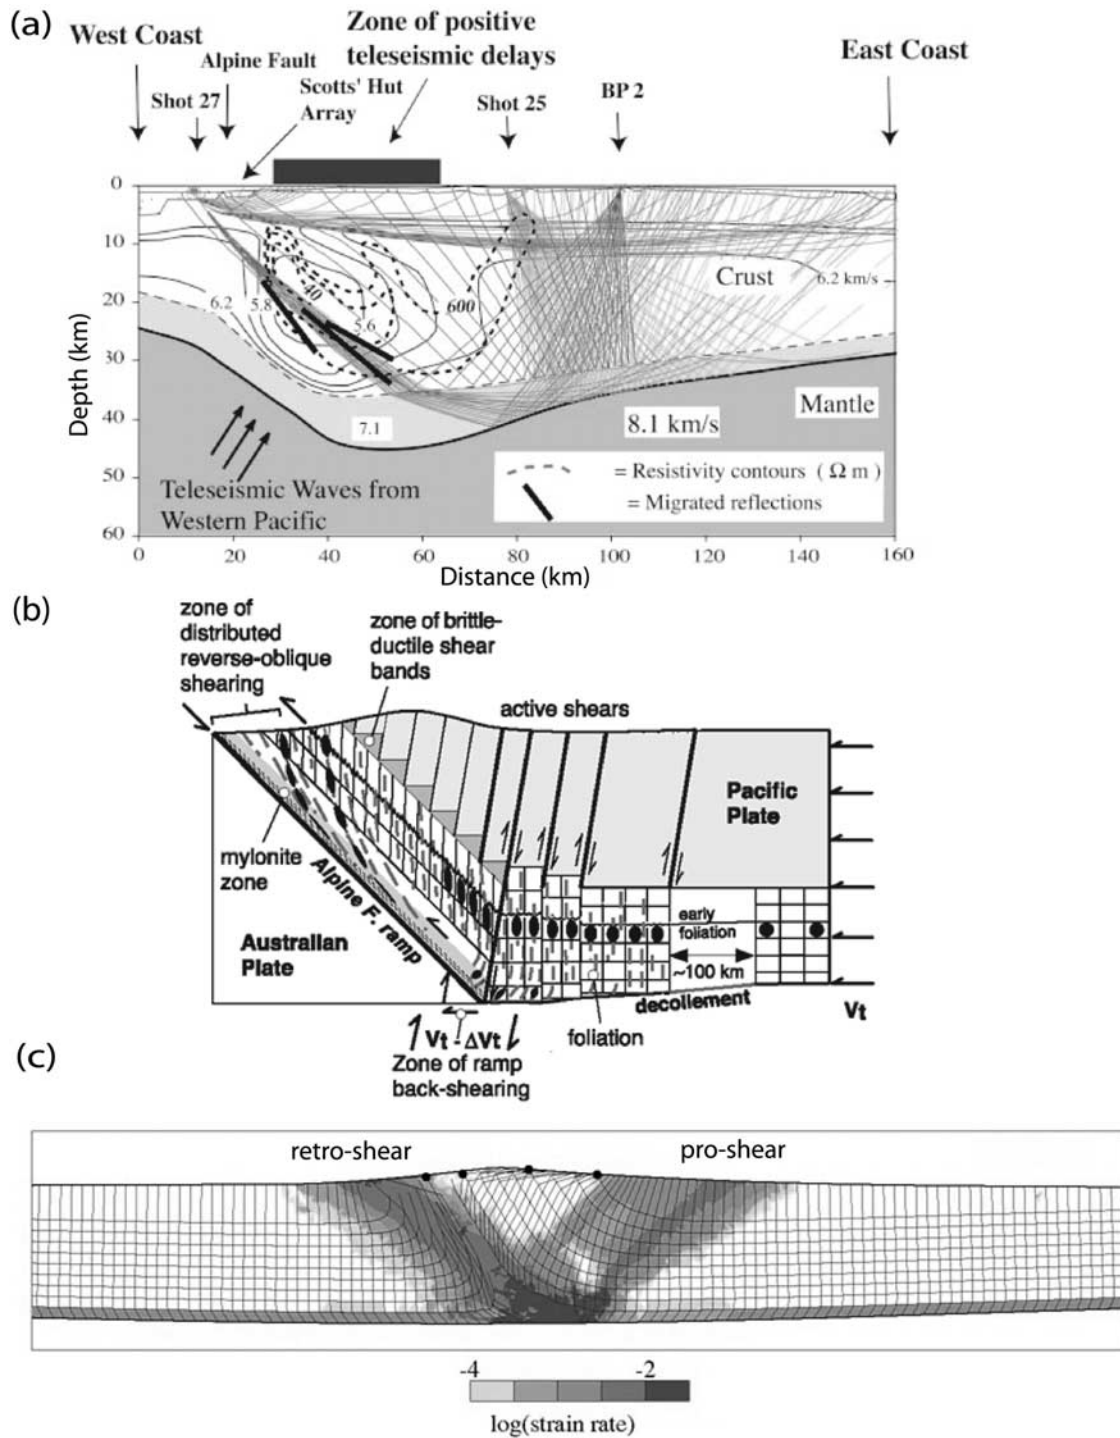 (a)
West Coast
Alpine Fault
Zone of positive
teleseismic delays
East Coast
Shot 27
Scotts' Hut
Array
Shot 25
BP 2
0
10
20
30
40
50
60
Depth (km)
6.2
5.8
40
5.6
600
Crust
6.2 km/s
7.1
8.1 km/s
Mantle
Teleseismic Waves from
Western Pacific
= Resistivity contours ( Ω m )
= Migrated reflections
0
20
40
60
80
100
120
140
160
Distance (km)
(b)
zone of
distributed
reverse-oblique
shearing
zone of brittle-
ductile shear
bands
active shears
Pacific
Plate
mylonite
zone
Alpine F. ramp
Australian
Plate
early
foliation
~100 km
decollement
Vt
Vt - ΔVt
foliation
Zone of ramp
back-shearing
(c)
retro-shear
pro-shear
-4
-2
log(strain rate)